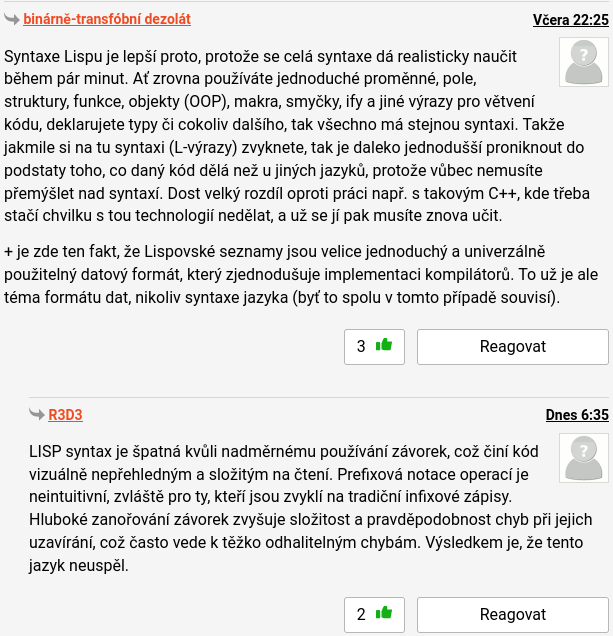 binárně-transfóbní dezolát
Včera 22:25
Syntaxe Lispu je lepší proto, protože se celá syntaxe dá realisticky naučit
během pár minut. Ať zrovna používáte jednoduché proměnné, pole,
struktury, funkce, objekty (OOP), makra, smyčky, ify a jiné výrazy pro větvení
kódu, deklarujete typy či cokoliv dalšího, tak všechno má stejnou syntaxi. Takže
jakmile si na tu syntaxi (L-výrazy) zvyknete, tak je daleko jednodušší proniknout do
podstaty toho, co daný kód dělá než u jiných jazyků, protože vůbec nemusíte
přemýšlet nad syntaxí. Dost velký rozdíl oproti práci např. s takovým C++, kde třeba
stačí chvilku s tou technologií nedělat, a už se jí pak musíte znova učit.
+ je zde ten fakt, že Lispovské seznamy jsou velice jednoduchý a univerzálně
použitelný datový formát, který zjednodušuje implementaci kompilátorů. To už je ale
téma formátu dat, nikoliv syntaxe jazyka (byť to spolu v tomto případě souvisí).
3
Reagovat
R3D3
Dnes 6:35
LISP syntax je špatná kvůli nadměrnému používání závorek, což činí kód
vizuálně nepřehledným a složitým na čtení. Prefixová notace operací je
neintuitivní, zvláště pro ty, kteří jsou zvyklí na tradiční infixové zápisy.
Hluboké zanořování závorek zvyšuje složitost a pravděpodobnost chyb při jejich
uzavírání, což často vede k těžko odhalitelným chybám. Výsledkem je, že tento
jazyk neuspěl.
2
Reagovat